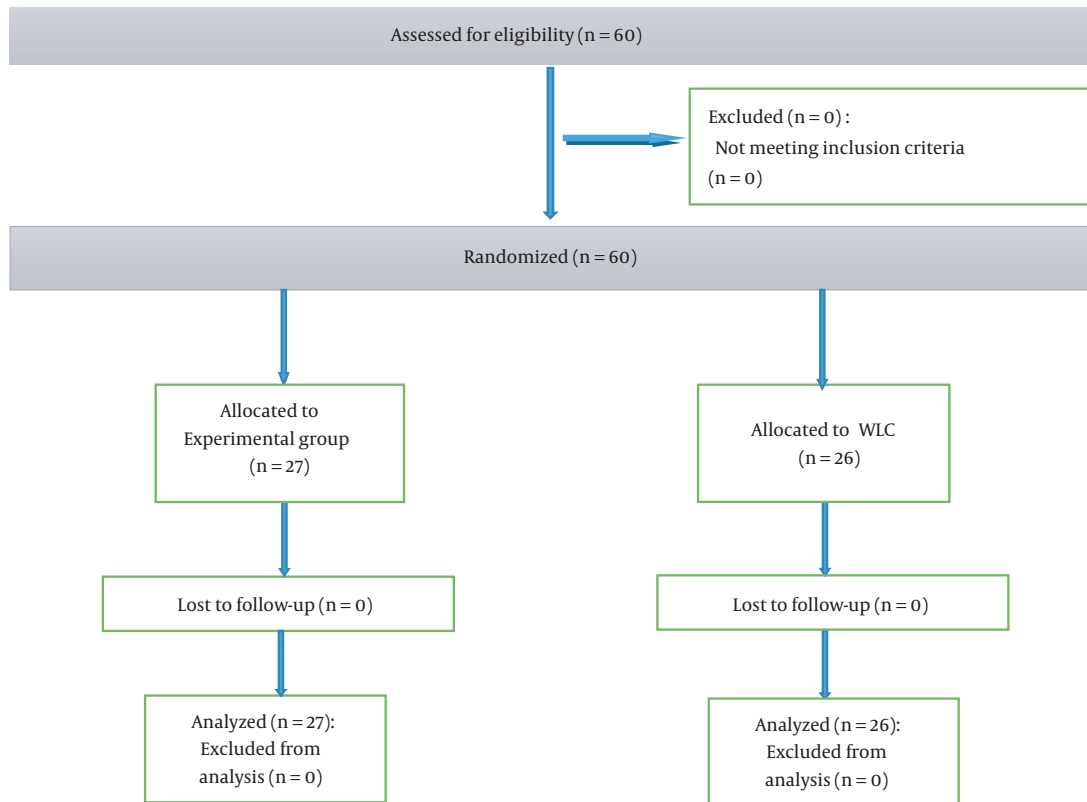 Assessed for eligibility (n = 60)
Excluded (n = 0) :
Not meeting inclusion criteria
(n = 0)
Randomized (n = 60)
Allocated to
Experimental group
(n = 27)
Allocated to WLC
(n = 26)
Lost to follow-up (n = 0)
Lost to follow-up (n = 0)
Analyzed (n = 27):
Excluded from
analysis (n = 0)
Analyzed (n = 26):
Excluded from
analysis (n = 0)